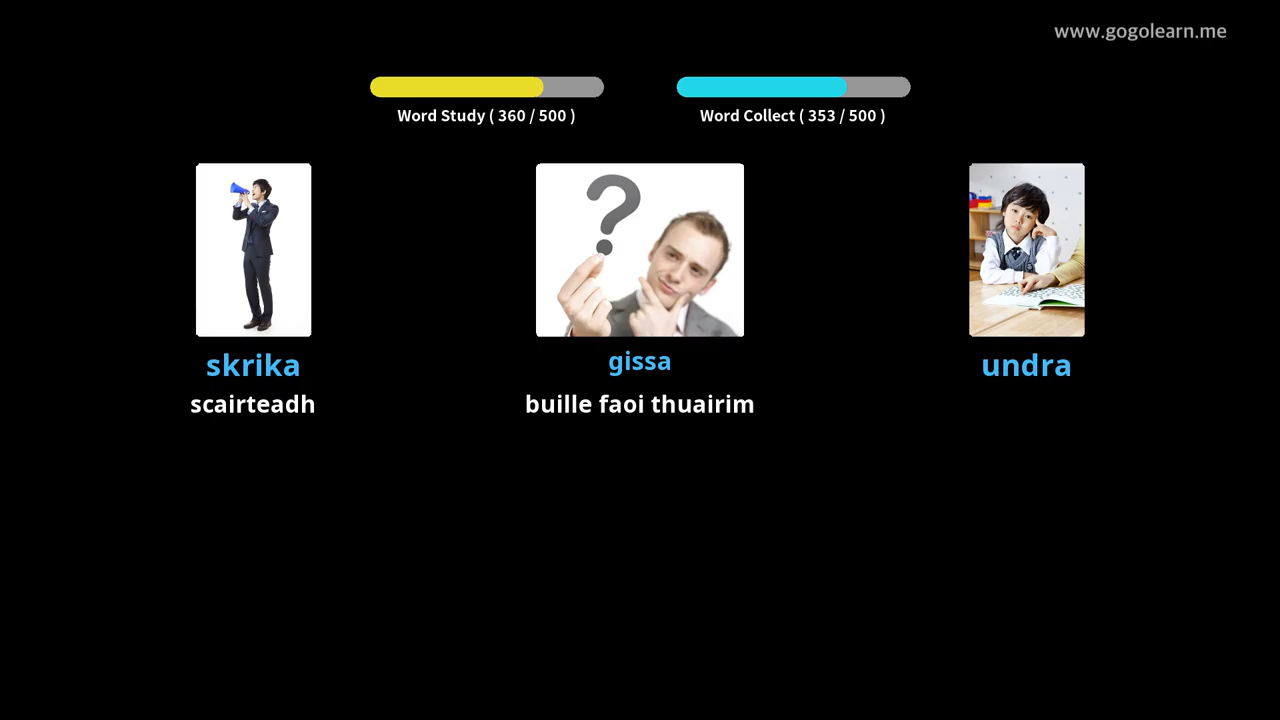 www.gogolearn.me
Word Study ( 360 / 500 )
Word Collect ( 353 / 500 )
skrika
gissa
undra
scairteadh
buille faoi thuairim